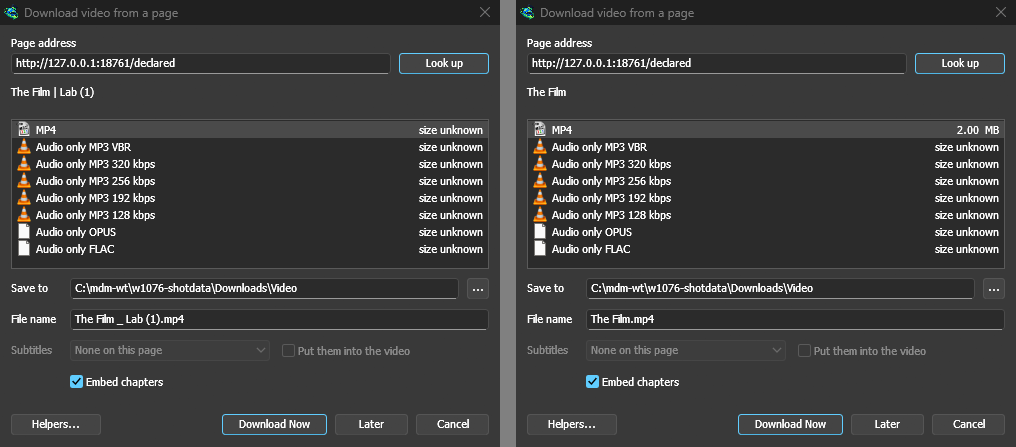 Download video from a page
Page address
http://127.0.0.1:18761/declared
Look up
The Film | Lab (1)
MP4 size unknown
Audio only MP3 VBR size unknown
Audio only MP3 320 kbps size unknown
Audio only MP3 256 kbps size unknown
Audio only MP3 192 kbps size unknown
Audio only MP3 128 kbps size unknown
Audio only OPUS size unknown
Audio only FLAC size unknown
Save to C:\mdm-wt\w1076-shotdata\Downloads\Video ...
File name The Film _ Lab (1).mp4
Subtitles None on this page Put them into the video
Embed chapters
Helpers... Download Now Later Cancel
Download video from a page
Page address
http://127.0.0.1:18761/declared
Look up
The Film
MP4 2.00 MB
Audio only MP3 VBR size unknown
Audio only MP3 320 kbps size unknown
Audio only MP3 256 kbps size unknown
Audio only MP3 192 kbps size unknown
Audio only MP3 128 kbps size unknown
Audio only OPUS size unknown
Audio only FLAC size unknown
Save to C:\mdm-wt\w1076-shotdata\Downloads\Video ...
File name The Film.mp4
Subtitles None on this page Put them into the video
Embed chapters
Helpers... Download Now Later Cancel